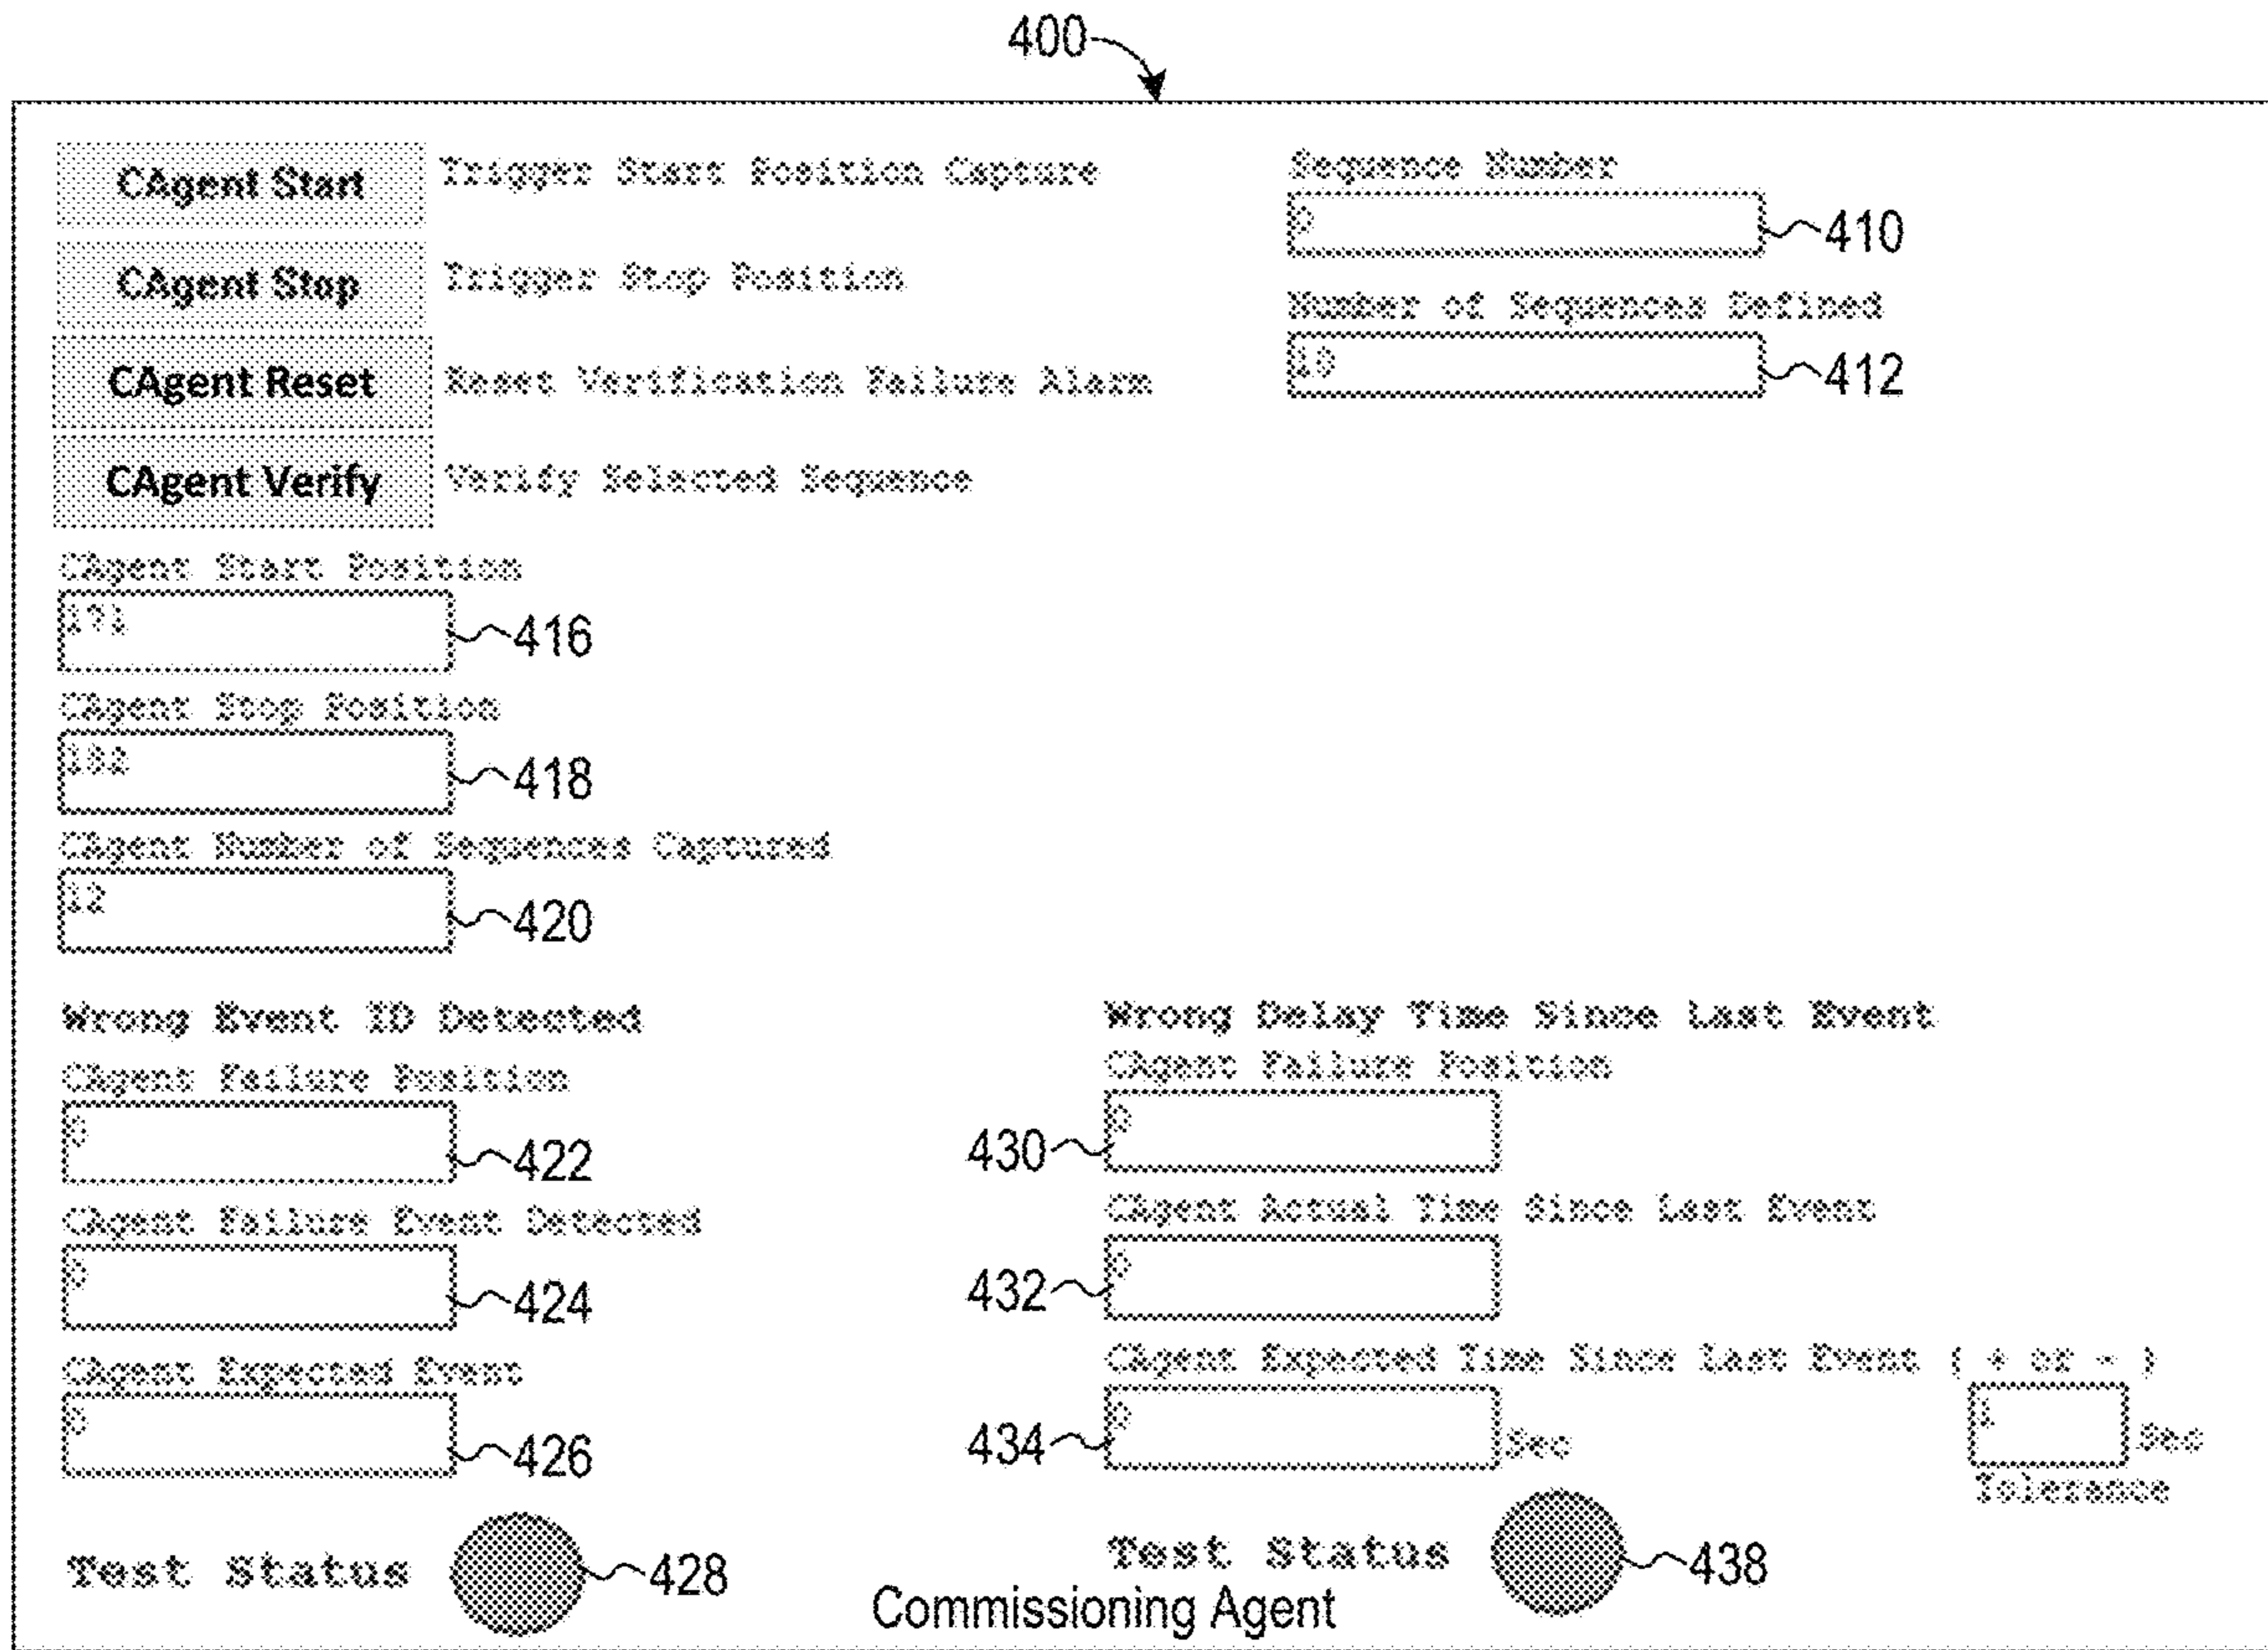 400
CAgent Start Trigger Start Position Capture
Sequence Number
0
410
CAgent Stop Trigger Stop Position
Number of Sequences Defined
10
412
CAgent Reset Reset Verification Failure Alarm
CAgent Verify Verify Selected Sequence
CAgent Start Position
171
416
CAgent Stop Position
182
418
CAgent Number of Sequences Captured
12
420
Wrong Event ID Detected
CAgent Failure Position
0
422
CAgent Failure Event Detected
0
424
CAgent Expected Event
0
426
Test Status
428
Wrong Delay Time Since Last Event
CAgent Failure Position
0
430
CAgent Actual Time Since Last Event
0
432
CAgent Expected Time Since Last Event ( + or - )
0
434
Sec
1
Sec
Tolerance
Test Status
438
Commissioning Agent